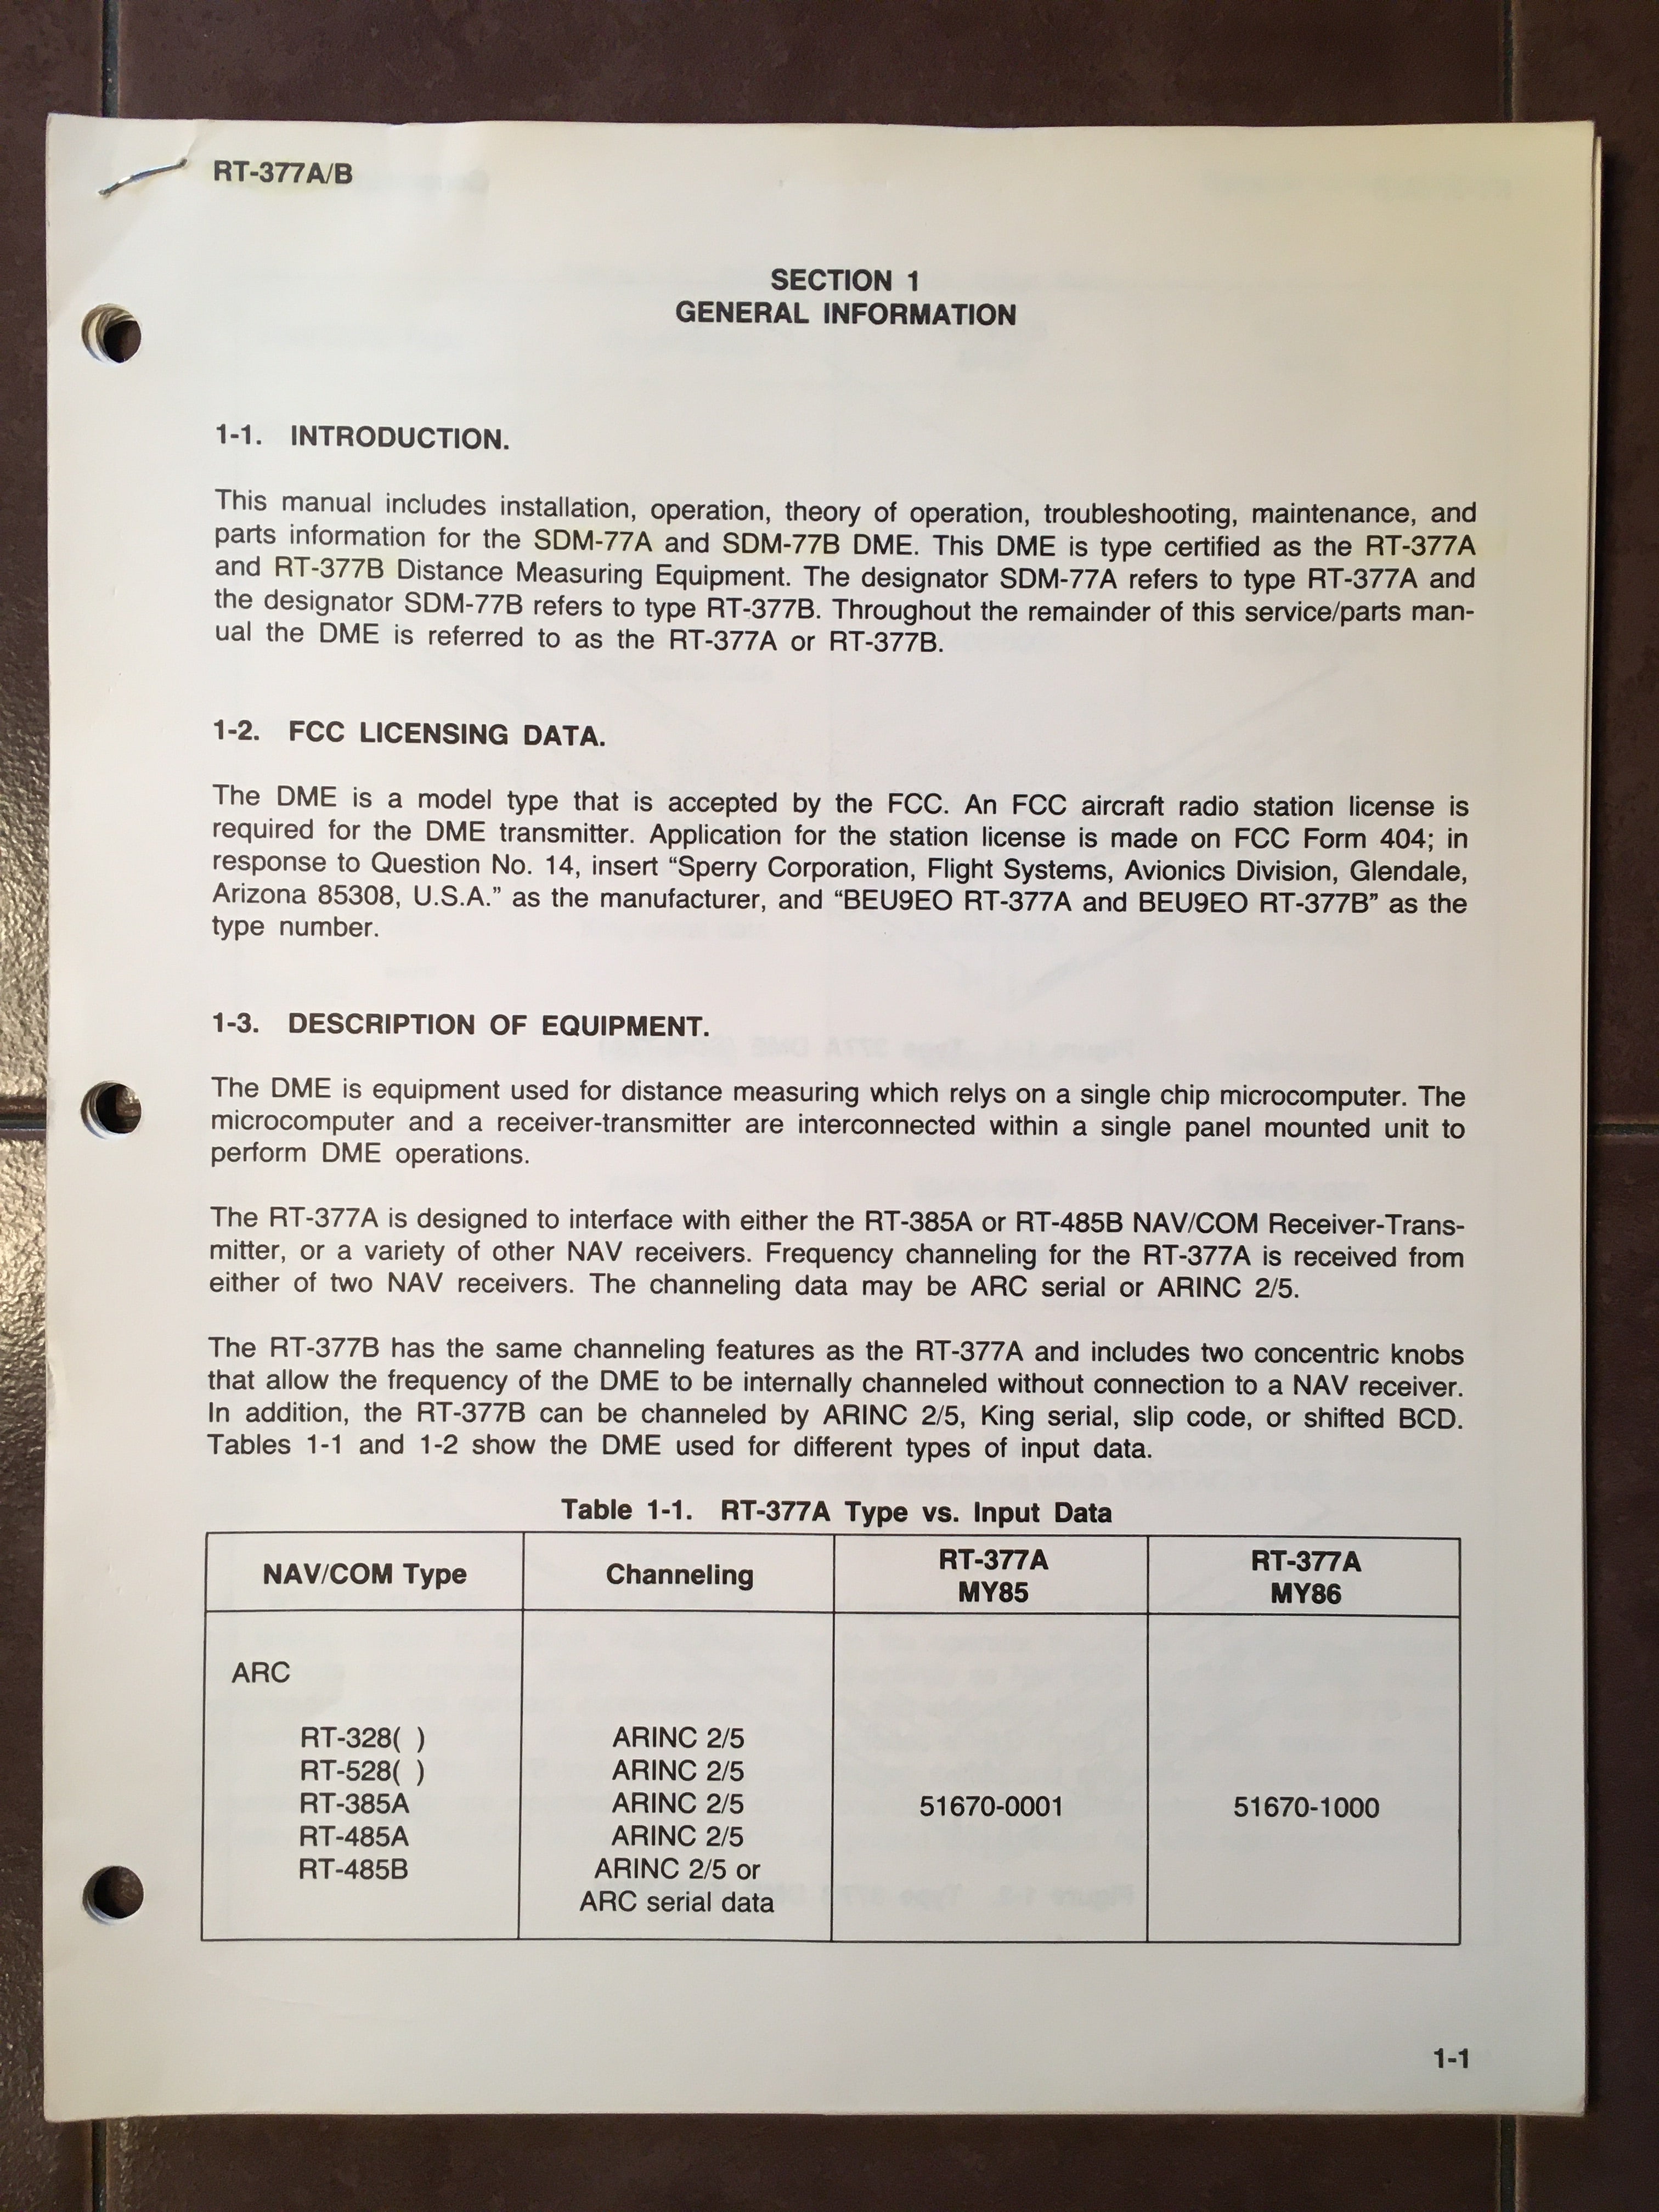 RT-377A/B
SECTION 1
GENERAL INFORMATION
1-1. INTRODUCTION.
This manual includes installation, operation, theory of operation, troubleshooting, maintenance, and
parts information for the SDM-77A and SDM-77B DME. This DME is type certified as the RT-377A
and RT-377B Distance Measuring Equipment. The designator SDM-77A refers to type RT-377A and
the designator SDM-77B refers to type RT-377B. Throughout the remainder of this service/parts man-
ual the DME is referred to as the RT-377A or RT-377B.
1-2. FCC LICENSING DATA.
The DME is a model type that is accepted by the FCC. An FCC aircraft radio station license is
required for the DME transmitter. Application for the station license is made on FCC Form 404; in
response to Question No. 14, insert “Sperry Corporation, Flight Systems, Avionics Division, Glendale,
Arizona 85308, U.S.A.” as the manufacturer, and “BEU9EO RT-377A and BEU9EO RT-377B” as the
type number.
1-3. DESCRIPTION OF EQUIPMENT.
The DME is equipment used for distance measuring which relys on a single chip microcomputer. The
microcomputer and a receiver-transmitter are interconnected within a single panel mounted unit to
perform DME operations.
The RT-377A is designed to interface with either the RT-385A or RT-485B NAV/COM Receiver-Trans-
mitter, or a variety of other NAV receivers. Frequency channeling for the RT-377A is received from
either of two NAV receivers. The channeling data may be ARC serial or ARINC 2/5.
The RT-377B has the same channeling features as the RT-377A and includes two concentric knobs
that allow the frequency of the DME to be internally channeled without connection to a NAV receiver.
In addition, the RT-377B can be channeled by ARINC 2/5, King serial, slip code, or shifted BCD.
Tables 1-1 and 1-2 show the DME used for different types of input data.
Table 1-1. RT-377A Type vs. Input Data
NAV/COM Type Channeling RT-377A MY85 RT-377A MY86
ARC
RT-328( ) ARINC 2/5
RT-528( ) ARINC 2/5
RT-385A ARINC 2/5 51670-0001 51670-1000
RT-485A ARINC 2/5
RT-485B ARINC 2/5 or
ARC serial data
1-1